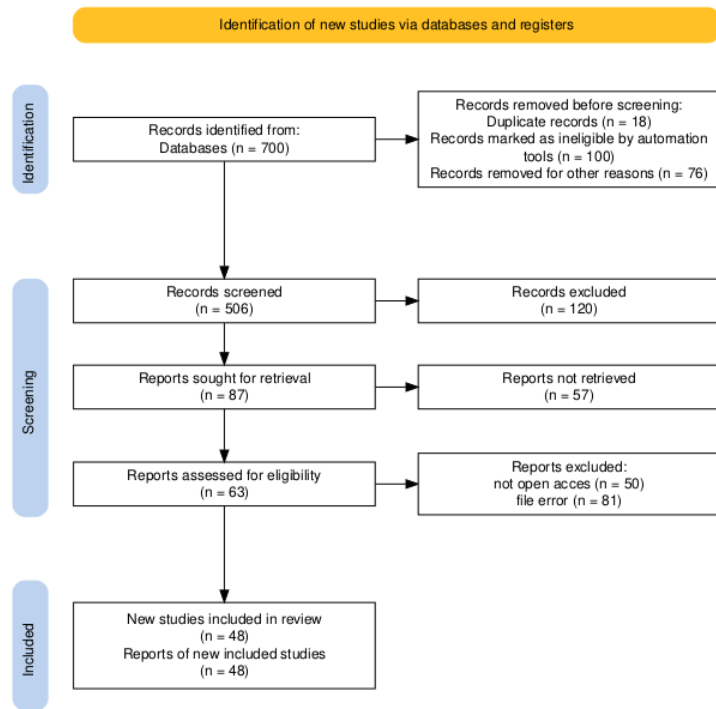 Identification of new studies via databases and registers
Identification
Records identified from:
Databases (n = 700)
Records removed before screening:
Duplicate records (n = 18)
Records marked as ineligible by automation
tools (n = 100)
Records removed for other reasons (n = 76)
Screening
Records screened
(n = 506)
Records excluded
(n = 120)
Reports sought for retrieval
(n = 87)
Reports not retrieved
(n = 57)
Reports assessed for eligibility
(n = 63)
Reports excluded:
not open acces (n = 50)
file error (n = 81)
Included
New studies included in review
(n = 48)
Reports of new included studies
(n = 48)